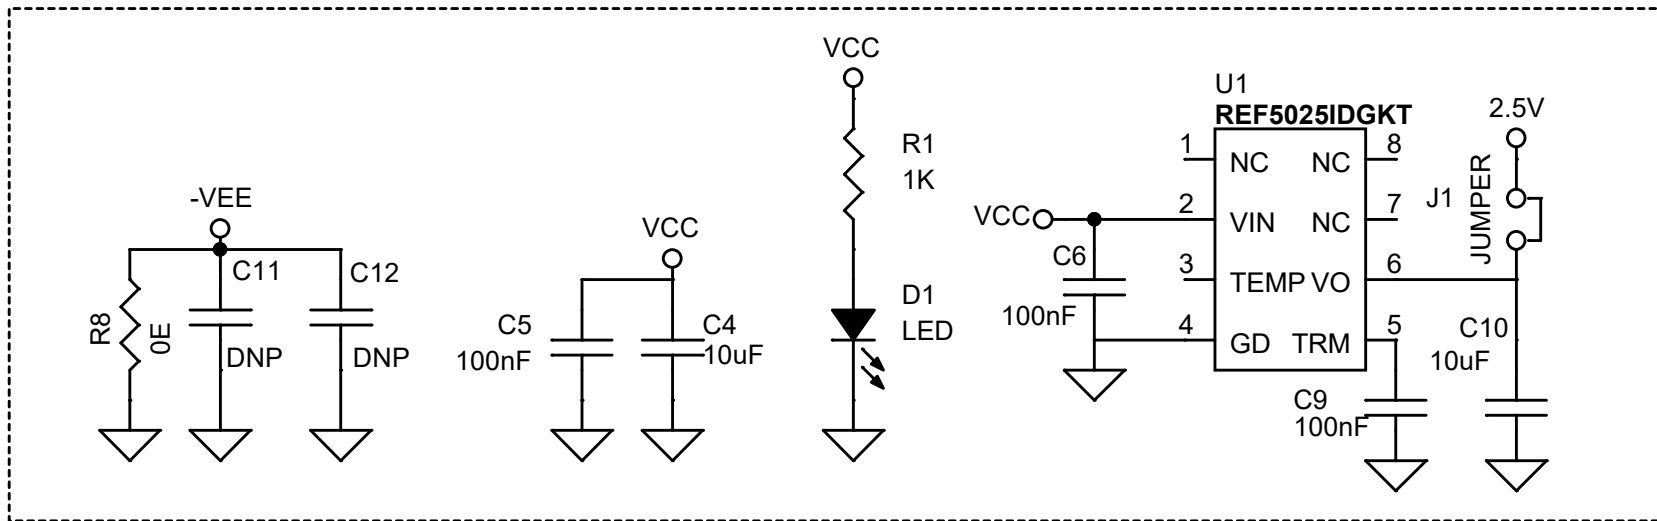 -VEE
R8
0E
C11
DNP
C12
DNP
VCC
C5
100nF
C4
10uF
VCC
R1
1K
D1
LED
U1
REF5025IDGKT
1 NC NC 8
VCC 2 VIN NC 7
3 TEMP VO 6
4 GD TRM 5
C6
100nF
2.5V
J1
JUMPER
C9
100nF
C10
10uF